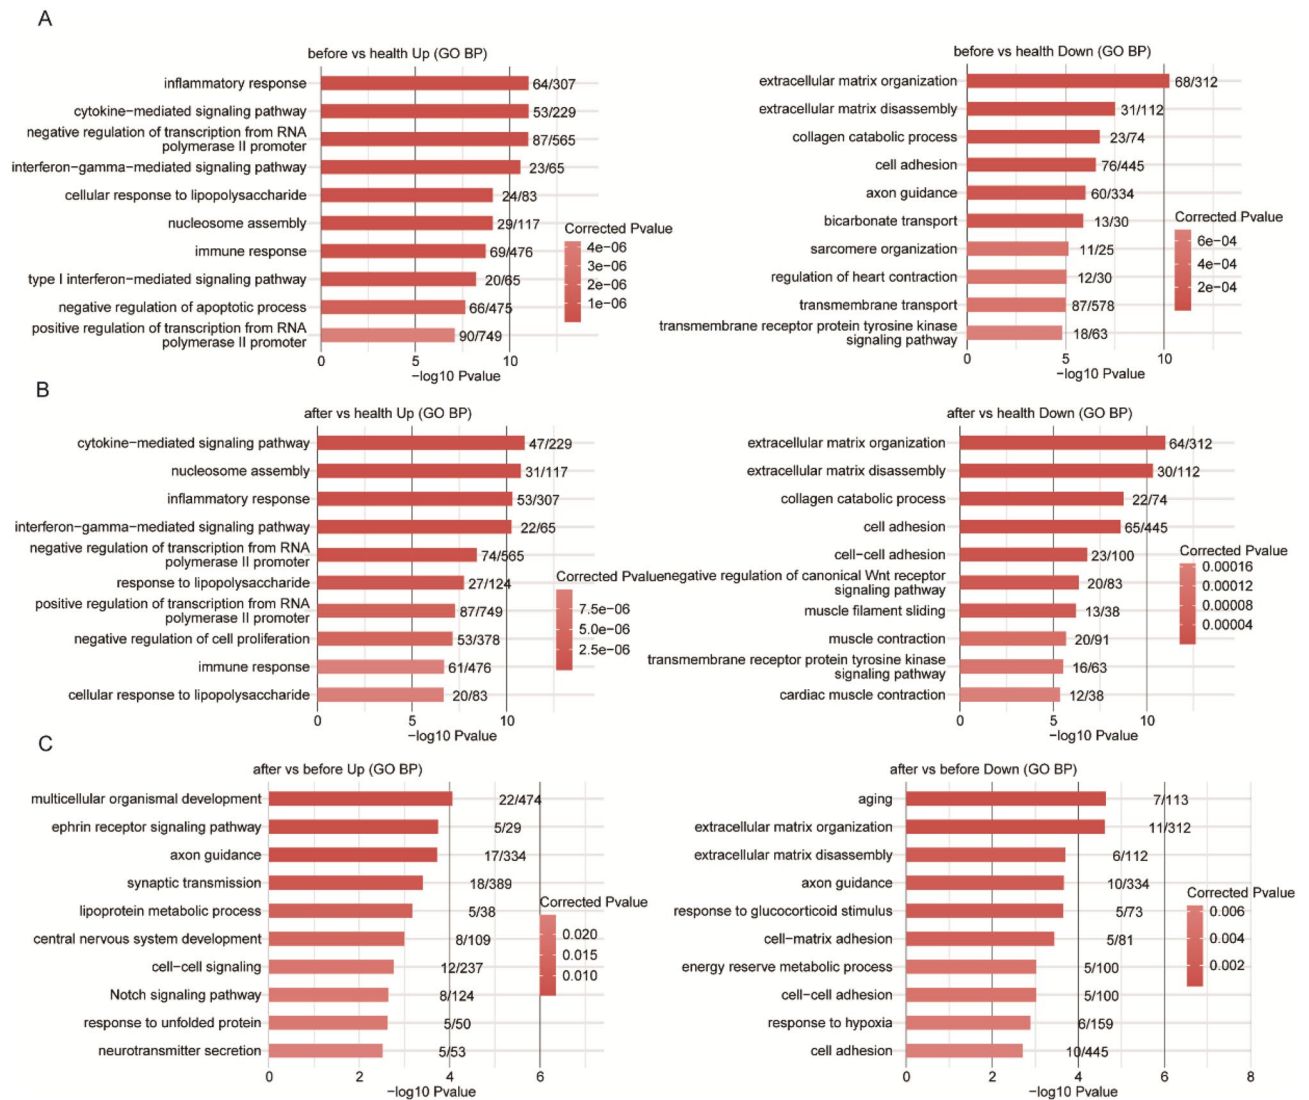 A
before vs health Up (GO BP)
inflammatory response 64/307
cytokine−mediated signaling pathway 53/229
negative regulation of transcription from RNA
polymerase II promoter 87/565
interferon−gamma−mediated signaling pathway 23/65
cellular response to lipopolysaccharide 24/83
nucleosome assembly 29/117
immune response 69/476
type I interferon−mediated signaling pathway 20/65
negative regulation of apoptotic process 66/475
positive regulation of transcription from RNA
polymerase II promoter 90/749
0 5 10
−log10 Pvalue
Corrected Pvalue
4e−06
3e−06
2e−06
1e−06
before vs health Down (GO BP)
extracellular matrix organization 68/312
extracellular matrix disassembly 31/112
collagen catabolic process 23/74
cell adhesion 76/445
axon guidance 60/334
bicarbonate transport 13/30
sarcomere organization 11/25
regulation of heart contraction 12/30
transmembrane transport 87/578
transmembrane receptor protein tyrosine kinase
signaling pathway 18/63
0 5 10
−log10 Pvalue
Corrected Pvalue
6e−04
4e−04
2e−04
B
after vs health Up (GO BP)
cytokine−mediated signaling pathway 47/229
nucleosome assembly 31/117
inflammatory response 53/307
interferon−gamma−mediated signaling pathway 22/65
negative regulation of transcription from RNA
polymerase II promoter 74/565
response to lipopolysaccharide 27/124
positive regulation of transcription from RNA
polymerase II promoter 87/749
negative regulation of cell proliferation 53/378
immune response 61/476
cellular response to lipopolysaccharide 20/83
0 5 10
−log10 Pvalue
Corrected Pvalue
7.5e−06
5.0e−06
2.5e−06
after vs health Down (GO BP)
extracellular matrix organization 64/312
extracellular matrix disassembly 30/112
collagen catabolic process 22/74
cell adhesion 65/445
cell−cell adhesion 23/100
negative regulation of canonical Wnt receptor
signaling pathway 20/83
muscle filament sliding 13/38
muscle contraction 20/91
transmembrane receptor protein tyrosine kinase
signaling pathway 16/63
cardiac muscle contraction 12/38
0 5 10
−log10 Pvalue
Corrected Pvalue
0.00016
0.00012
0.00008
0.00004
C
after vs before Up (GO BP)
multicellular organismal development 22/474
ephrin receptor signaling pathway 5/29
axon guidance 17/334
synaptic transmission 18/389
lipoprotein metabolic process 5/38
central nervous system development 8/109
cell−cell signaling 12/237
Notch signaling pathway 8/124
response to unfolded protein 5/50
neurotransmitter secretion 5/53
0 2 4 6
−log10 Pvalue
Corrected Pvalue
0.020
0.015
0.010
after vs before Down (GO BP)
aging 7/113
extracellular matrix organization 11/312
extracellular matrix disassembly 6/112
axon guidance 10/334
response to glucocorticoid stimulus 5/73
cell−matrix adhesion 5/81
energy reserve metabolic process 5/100
cell−cell adhesion 5/100
response to hypoxia 6/159
cell adhesion 10/445
0 2 4 6 8
−log10 Pvalue
Corrected Pvalue
0.006
0.004
0.002